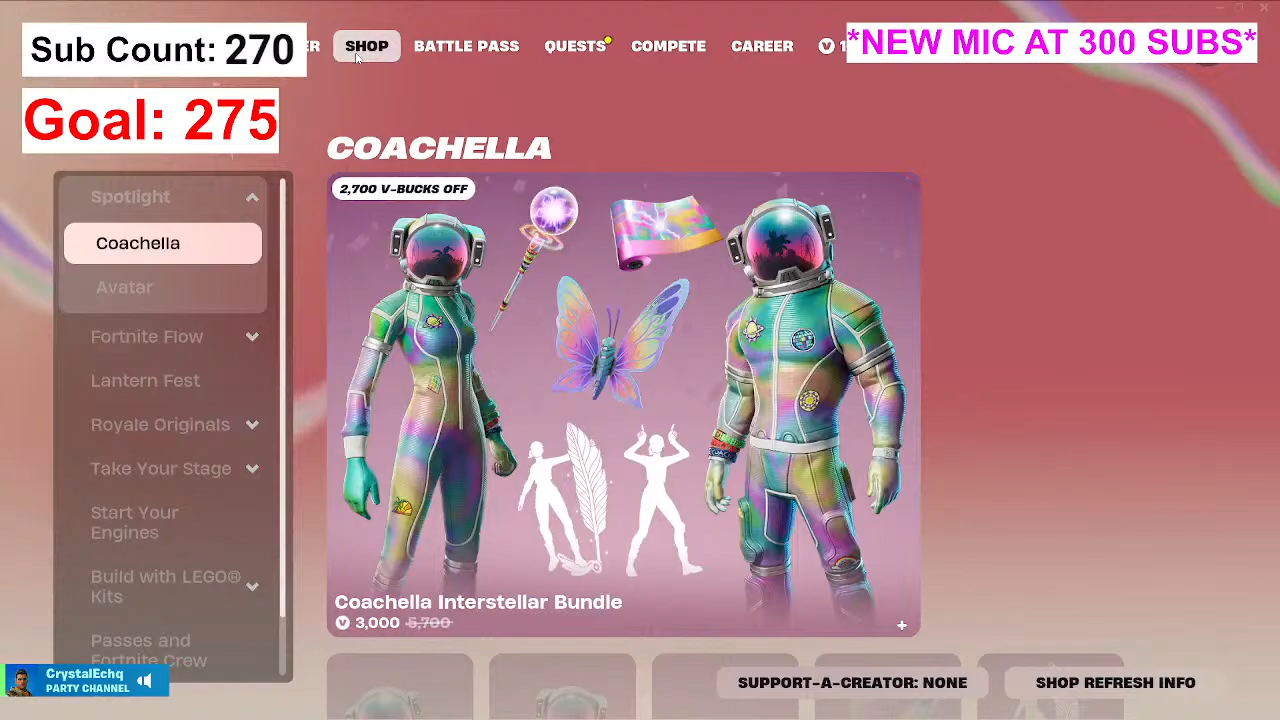 Sub Count: 270
Goal: 275
SHOP
BATTLE PASS
QUESTS
COMPETE
CAREER
*NEW MIC AT 300 SUBS*
Spotlight
Coachella
Avatar
Fortnite Flow
Lantern Fest
Royale Originals
Take Your Stage
Start Your
Engines
Build with LEGO®
Kits
Passes and
Fortnite Crew
COACHELLA
2,700 V-BUCKS OFF
Coachella Interstellar Bundle
3,000 5,700
CrystalEchq
PARTY CHANNEL
SUPPORT-A-CREATOR: NONE
SHOP REFRESH INFO